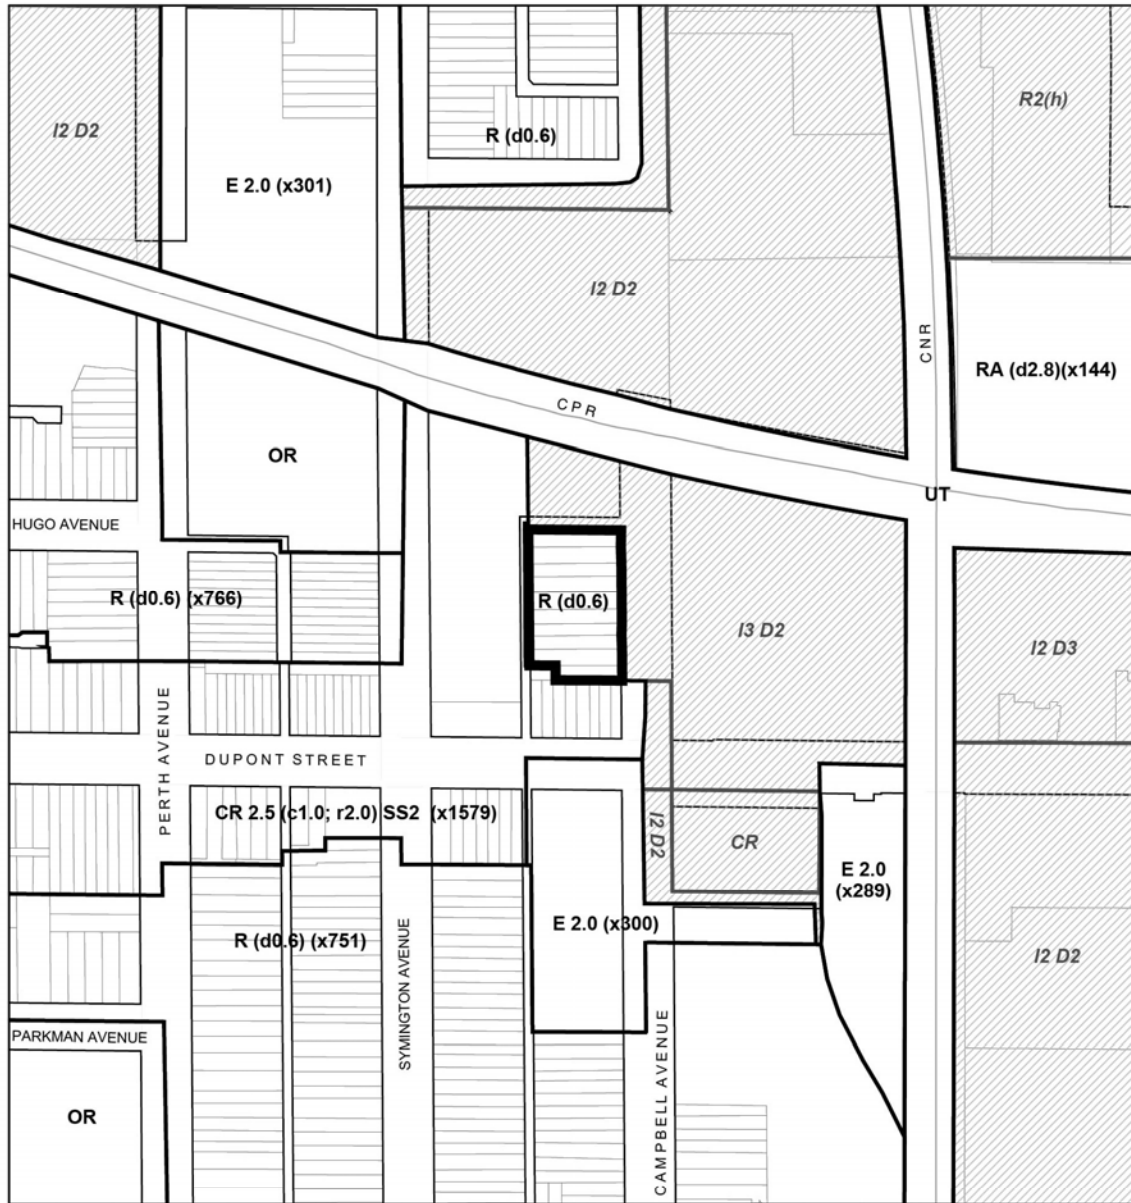 I2 D2
R2(h)
R (d0.6)
E 2.0 (x301)
I2 D2
CNR
RA (d2.8)(x144)
CPR
OR
UT
HUGO AVENUE
R (d0.6) (x766)
R (d0.6)
I3 D2
I2 D3
PERTH AVENUE
DUPONT STREET
CR 2.5 (c1.0; r2.0) SS2 (x1579)
I2 D2
CR
E 2.0
(x289)
E 2.0 (x300)
R (d0.6) (x751)
I2 D2
SYMINGTON AVENUE
PARKMAN AVENUE
CAMPBELL AVENUE
OR